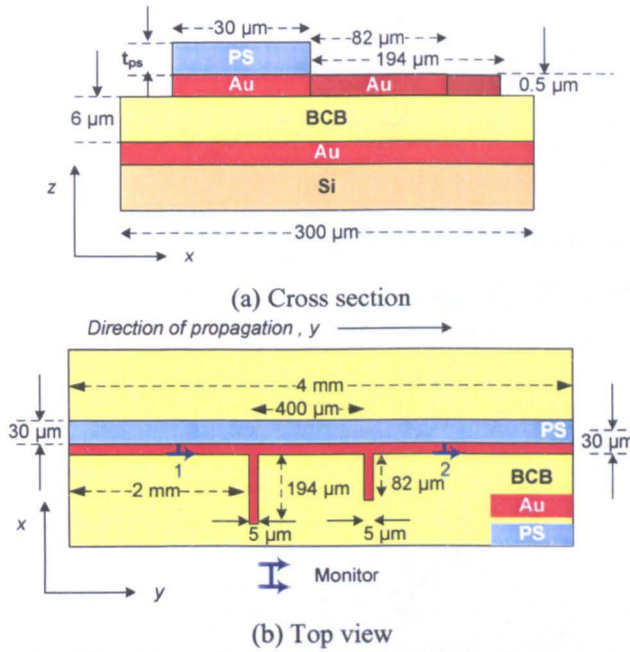 30 µm
82 µm
194 µm
t_ps
PS
Au
Au
0.5 µm
6 µm
BCB
Au
Si
z
x
300 µm
(a) Cross section
Direction of propagation , y
4 mm
400 µm
30 µm
PS
30 µm
1
2
2 mm
194 µm
82 µm
BCB
Au
PS
x
5 µm
5 µm
Monitor
y
(b) Top view